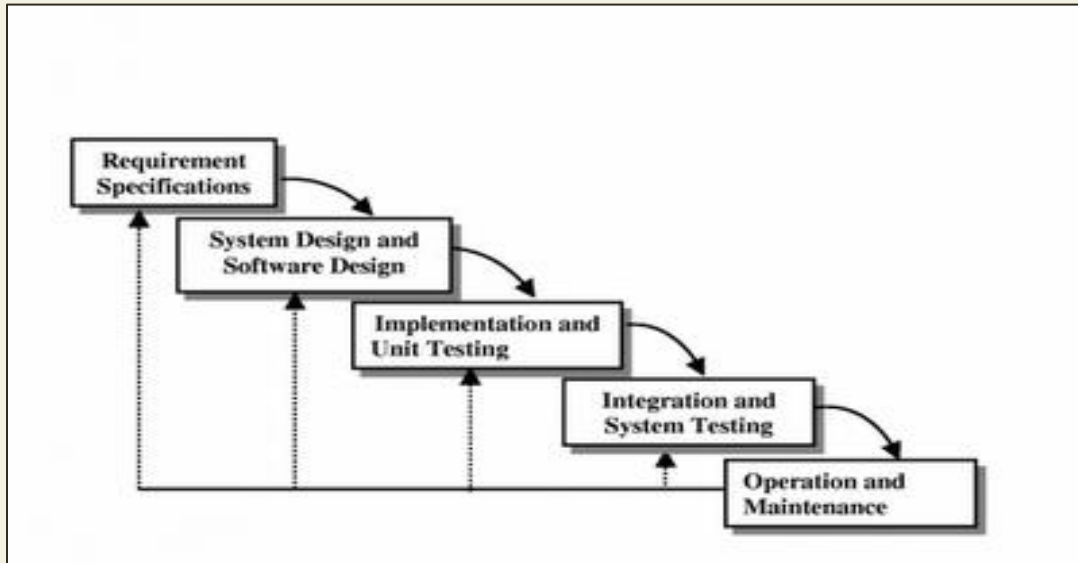 Requirement
Specifications
System Design and
Software Design
Implementation and
Unit Testing
Integration and
System Testing
Operation and
Maintenance